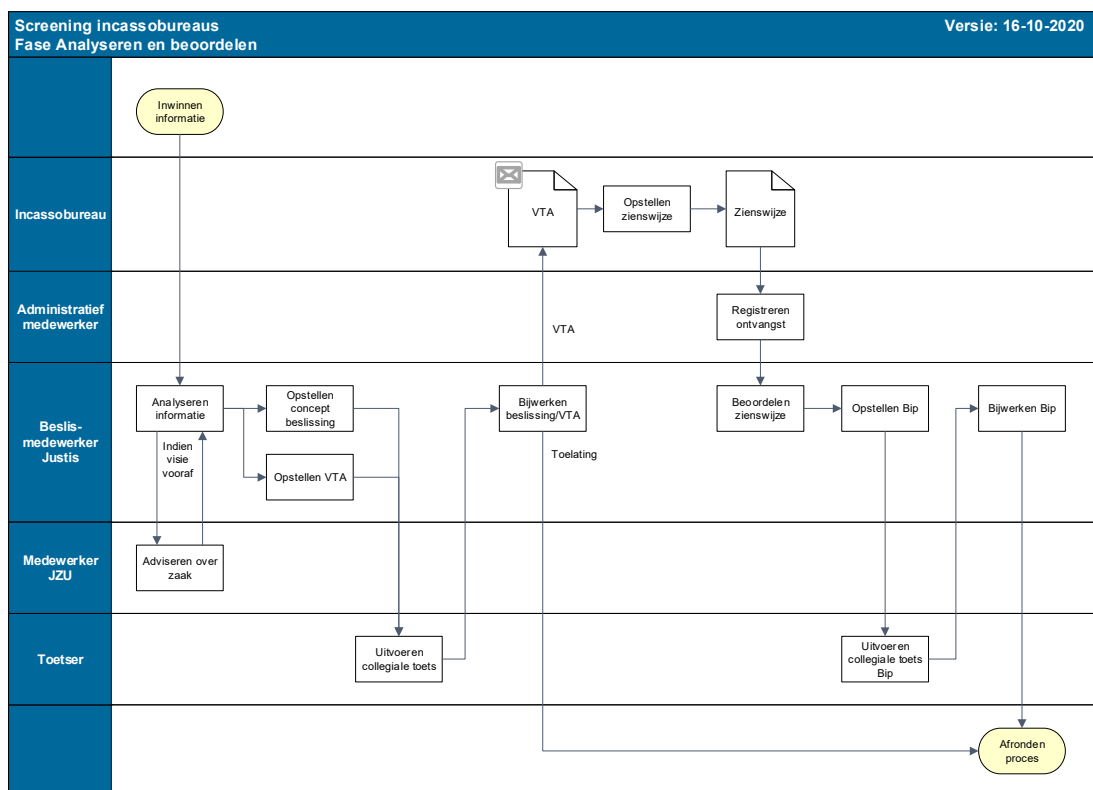 Screening incassobureaus
Fase Analyseren en beoordelen
Versie: 16-10-2020
Inwinnen
informatie
Incassobureau
VTA
Opstellen
zienswijze
Zienswijze
Administratief
medewerker
VTA
Registreren
ontvangst
Beslis-
medewerker
Justis
Analyseren
informatie
Opstellen
concept
beslissing
Bijwerken
beslissing/VTA
Beoordelen
zienswijze
Opstellen Bip
Bijwerken Bip
Indien
visie
vooraf
Opstellen VTA
Toelating
Medewerker
JZU
Adviseren over
zaak
Toetser
Uitvoeren
collegiale toets
Uitvoeren
collegiale toets
Bip
Afronden
proces